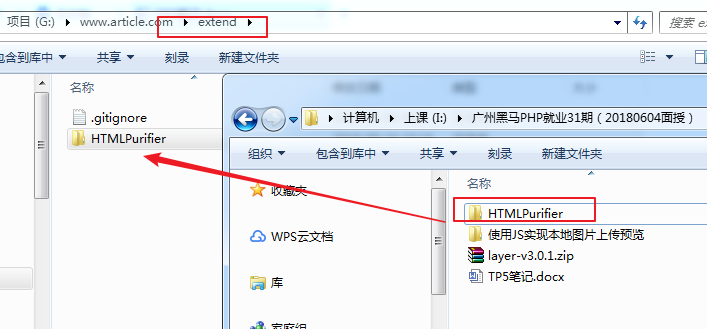 项目 (G:) ▸ www.article.com ▸ extend ▸
搜索 ex
包含到库中 共享 刻录 新建文件夹
名称
.gitignore
HTMLPurifier
计算机 ▸ 上课 (I:) ▸ 广州黑马PHP就业31期（20180604面授）
组织 包含到库中 共享 刻录 新建文件夹
收藏夹
WPS云文档
库
家庭组
名称
HTMLPurifier
使用JS实现本地图片上传预览
layer-v3.0.1.zip
TP5笔记.docx